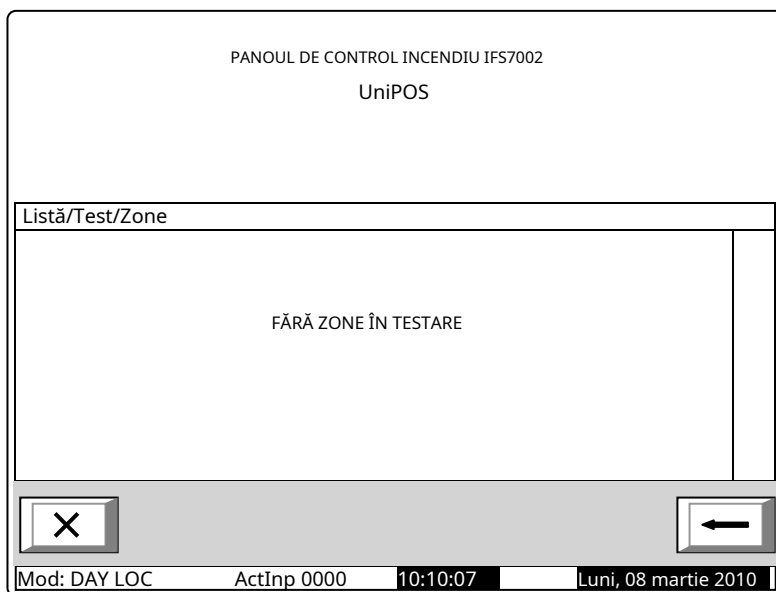 PANOUL DE CONTROL INCENDIU IFS7002
UniPOS
Listă/Test/Zone
FĂRĂ ZONE ÎN TESTARE
Mod: DAY LOC ActInp 0000 10:10:07 Luni, 08 martie 2010